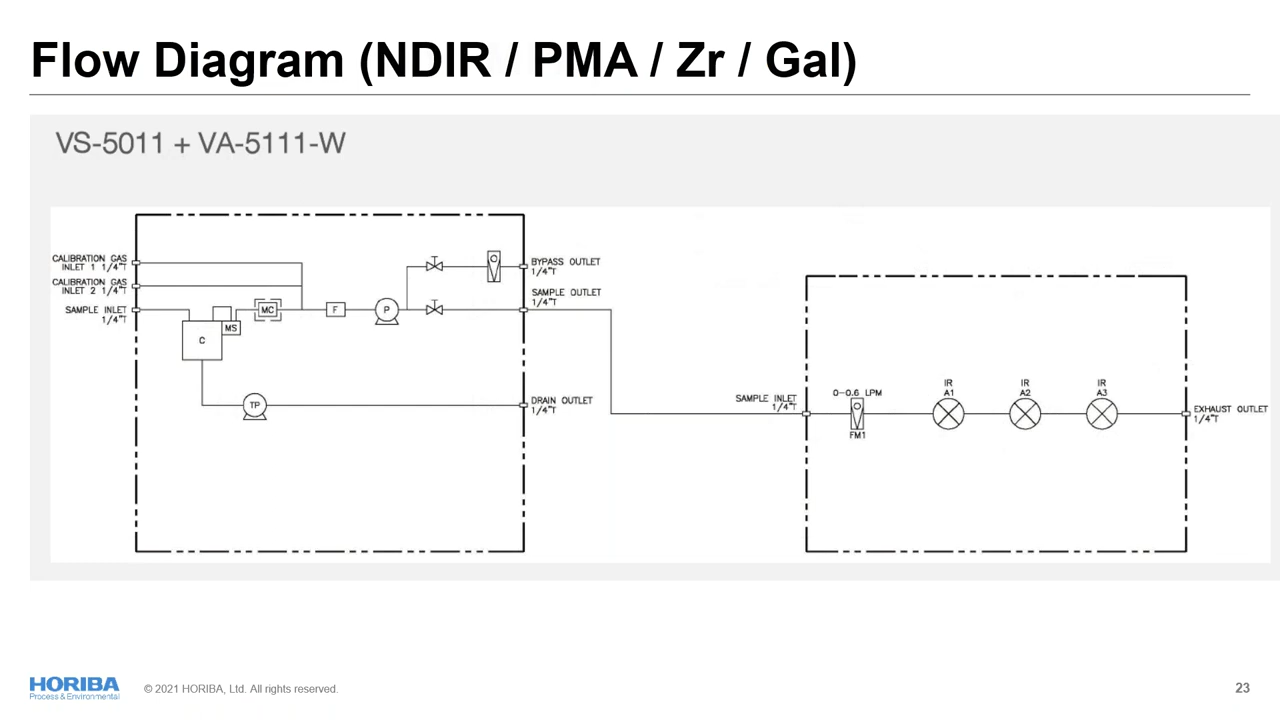 Flow Diagram (NDIR / PMA / Zr / Gal)
VS-5011 + VA-5111-W
CALIBRATION GAS
INLET 1 1/4"T
CALIBRATION GAS
INLET 2 1/4"T
SAMPLE INLET
1/4"T
C
MS
MC
F
P
TP
BYPASS OUTLET
1/4"T
SAMPLE OUTLET
1/4"T
DRAIN OUTLET
1/4"T
SAMPLE INLET
1/4"T
0-0.6 LPM
FM1
IR
A1
IR
A2
IR
A3
EXHAUST OUTLET
1/4"T
HORIBA
Process & Environmental
© 2021 HORIBA, Ltd. All rights reserved.
23